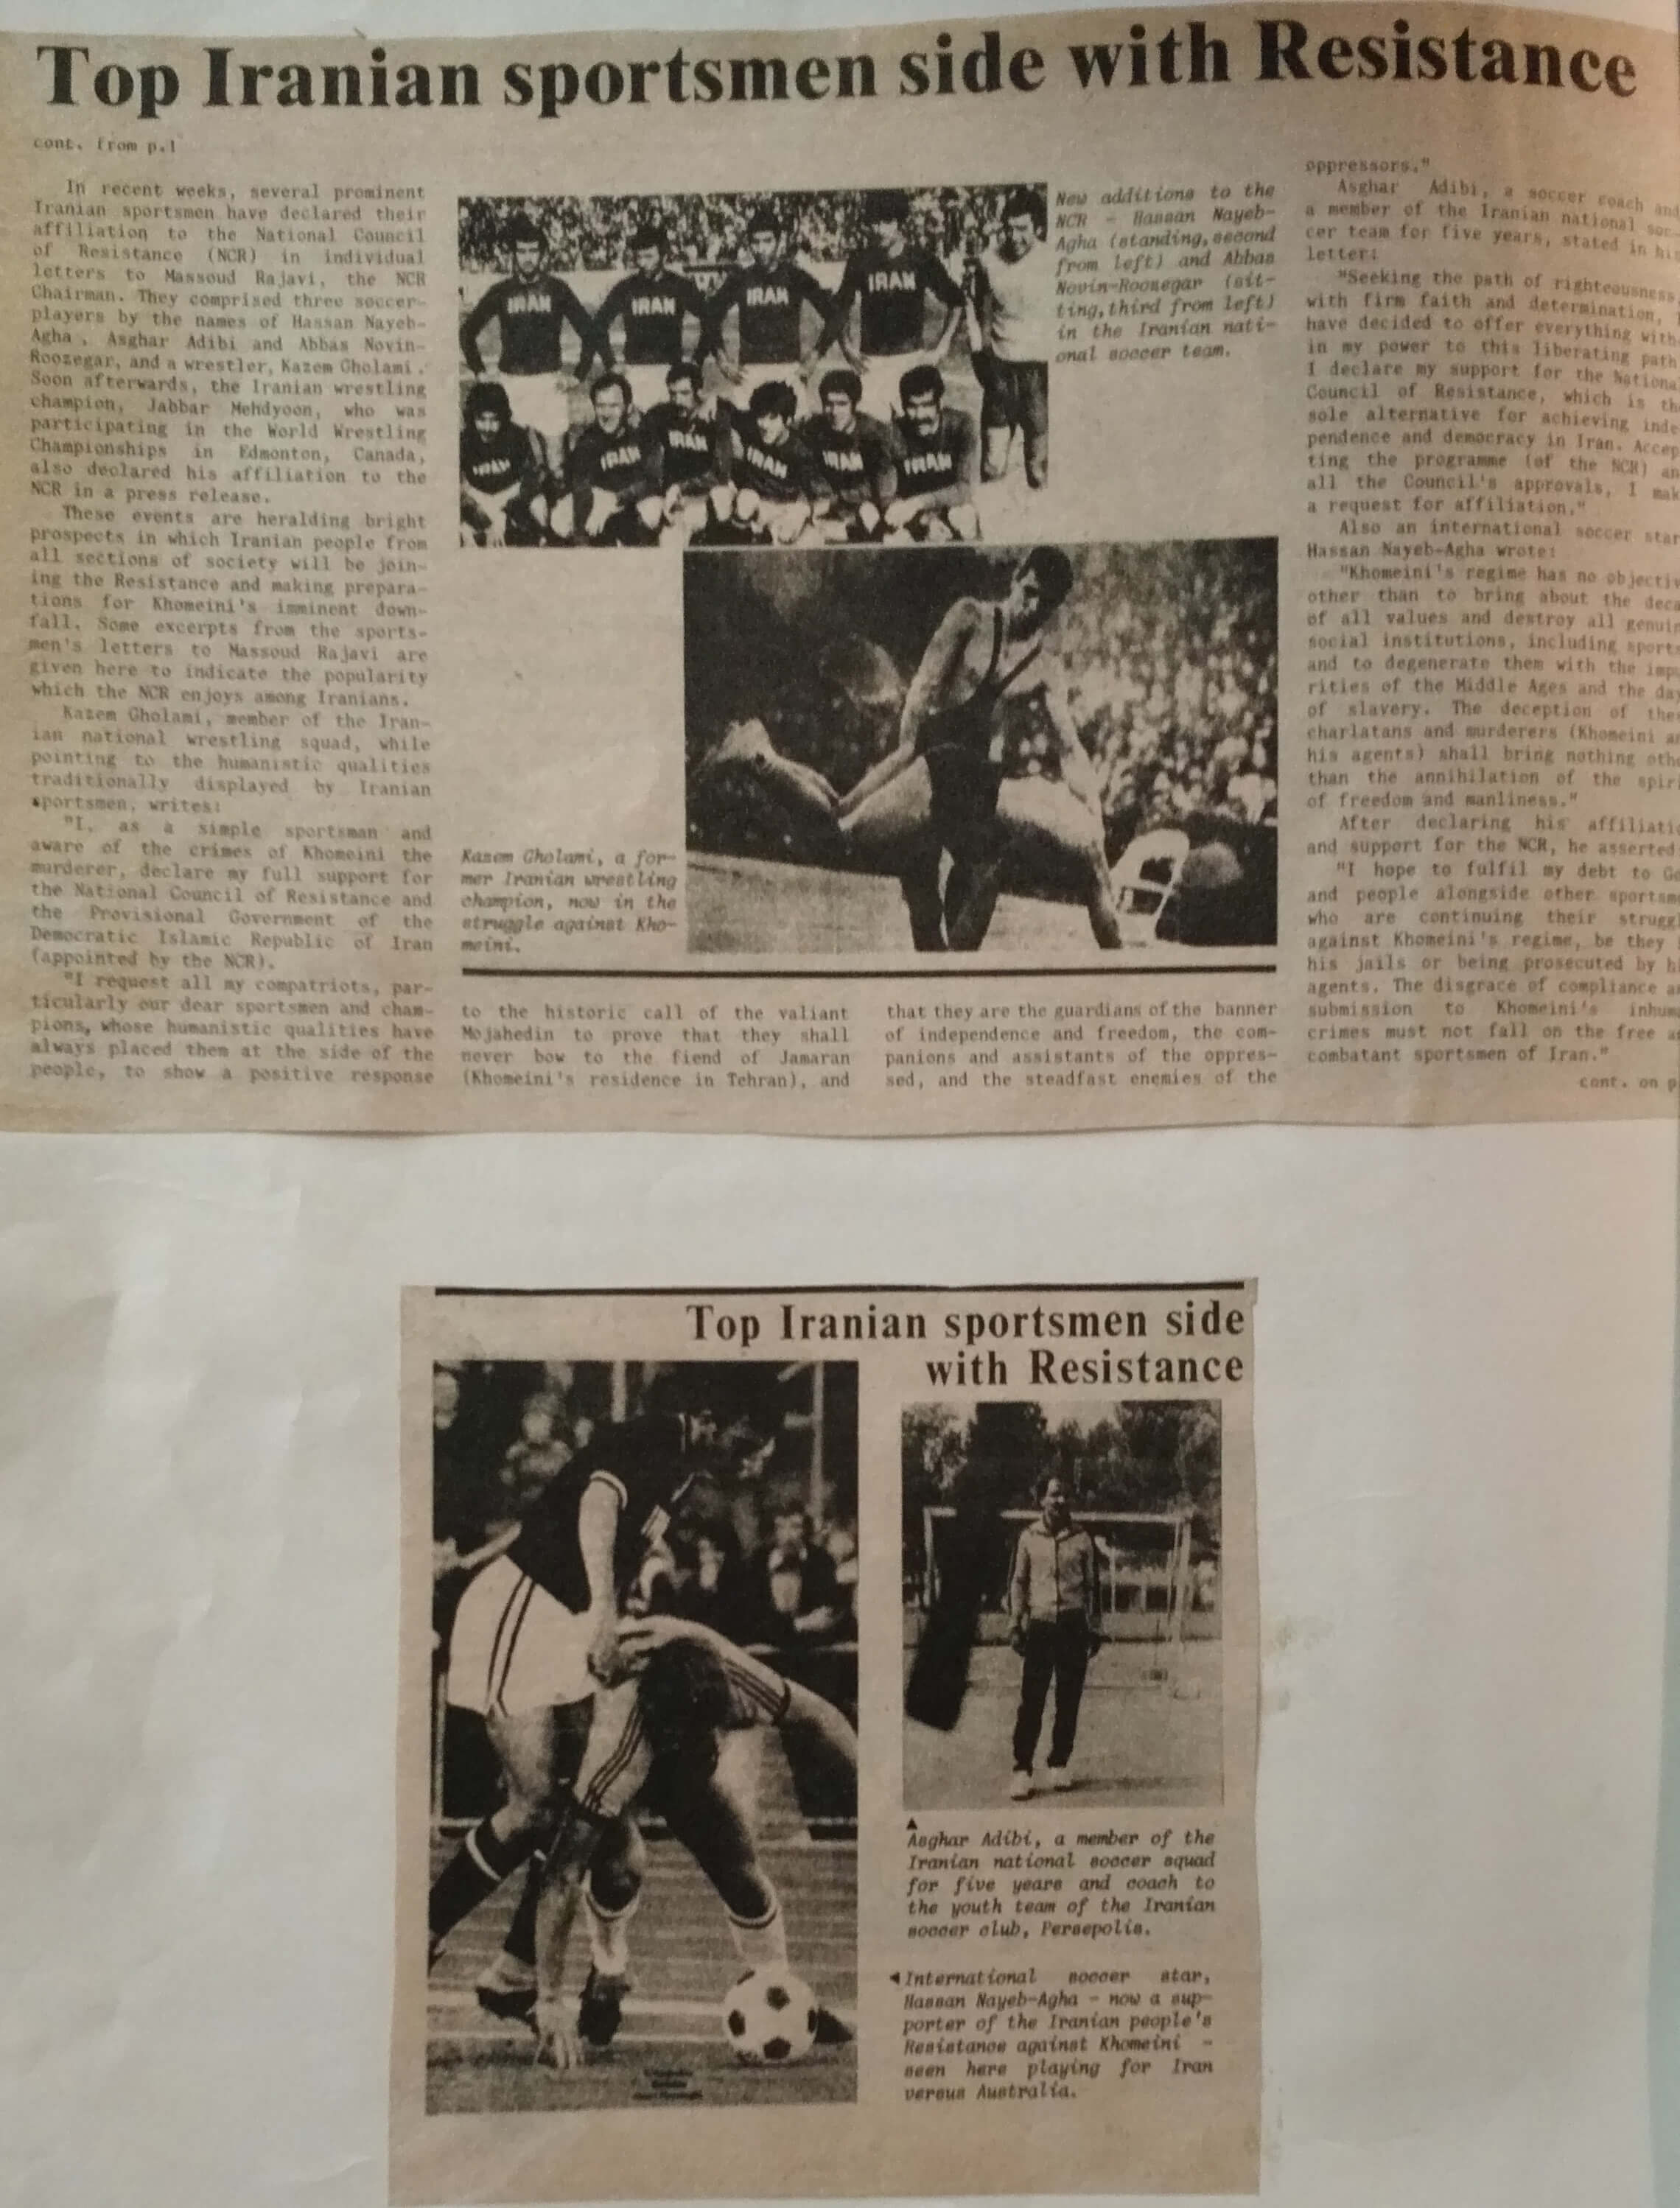 Top Iranian sportsmen side with Resistance
cont. from p.1
In recent weeks, several prominent
Iranian sportsmen have declared their
affiliation to the National Council
of Resistance (NCR) in individual
letters to Massoud Rajavi, the NCR
Chairman. They comprised three soccer-
players by the names of Hassan Nayeb-
Agha, Asghar Adibi and Abbas Novin-
Roozegar, and a wrestler, Kazem Gholami.
Soon afterwards, the Iranian wrestling
champion, Jabbar Mehdyoon, who was
participating in the World Wrestling
Championships in Edmonton, Canada,
also declared his affiliation to the
NCR in a press release.
These events are heralding bright
prospects in which Iranian people from
all sections of society will be join-
ing the Resistance and making prepara-
tions for Khomeini's imminent down-
fall. Some excerpts from the sports-
men's letters to Massoud Rajavi are
given here to indicate the popularity
which the NCR enjoys among Iranians.
Kazem Gholami, member of the Iran-
ian national wrestling squad, while
pointing to the humanistic qualities
traditionally displayed by Iranian
sportsmen, writes:
"I, as a simple sportsman and
aware of the crimes of Khomeini the
murderer, declare my full support for
the National Council of Resistance and
the Provisional Government of the
Democratic Islamic Republic of Iran
(appointed by the NCR).
"I request all my compatriots, par-
ticularly our dear sportsmen and cham-
pions, whose humanistic qualities have
always placed them at the side of the
people, to show a positive response
IRAN IRAN IRAN IRAN
IRAN IRAN IRAN IRAN IRAN IRAN
New additions to the
NCR - Hassan Nayeb-
Agha (standing, second
from left) and Abbas
Novin-Roozegar (sit-
ting, third from left)
in the Iranian nati-
onal soccer team.
Kazem Gholami, a for-
mer Iranian wrestling
champion, now in the
struggle against Kho-
meini.
to the historic call of the valiant
Mojahedin to prove that they shall
never bow to the fiend of Jamaran
(Khomeini's residence in Tehran), and
that they are the guardians of the banner
of independence and freedom, the com-
panions and assistants of the oppres-
sed, and the steadfast enemies of the
oppressors."
Asghar Adibi, a soccer coach and
a member of the Iranian national soc-
cer team for five years, stated in his
letter:
"Seeking the path of righteousness
with firm faith and determination,
have decided to offer everything with-
in my power to this liberating path
I declare my support for the Nationa
Council of Resistance, which is th
sole alternative for achieving inde
pendence and democracy in Iran. Accep
ting the programme (of the NCR) an
all the Council's approvals, I mak
a request for affiliation."
Also an international soccer star
Hassan Nayeb-Agha wrote:
"Khomeini's regime has no objectiv
other than to bring about the deca
of all values and destroy all genuin
social institutions, including sports
and to degenerate them with the impu
rities of the Middle Ages and the day
of slavery. The deception of the
charlatans and murderers (Khomeini an
his agents) shall bring nothing othe
than the annihilation of the spiri
of freedom and manliness."
After declaring his affiliatio
and support for the NCR, he asserted
"I hope to fulfil my debt to Go
and people alongside other sportsme
who are continuing their struggl
against Khomeini's regime, be they
his jails or being prosecuted by hi
agents. The disgrace of compliance an
submission to Khomeini's inhuma
crimes must not fall on the free a
combatant sportsmen of Iran."
cont. on p
Top Iranian sportsmen side
with Resistance
▲
Asghar Adibi, a member of the
Iranian national soccer squad
for five years and coach to
the youth team of the Iranian
soccer club, Persepolis.
◄International soccer star,
Hassan Nayeb-Agha - now a sup-
porter of the Iranian people's
Resistance against Khomeini -
seen here playing for Iran
versus Australia.